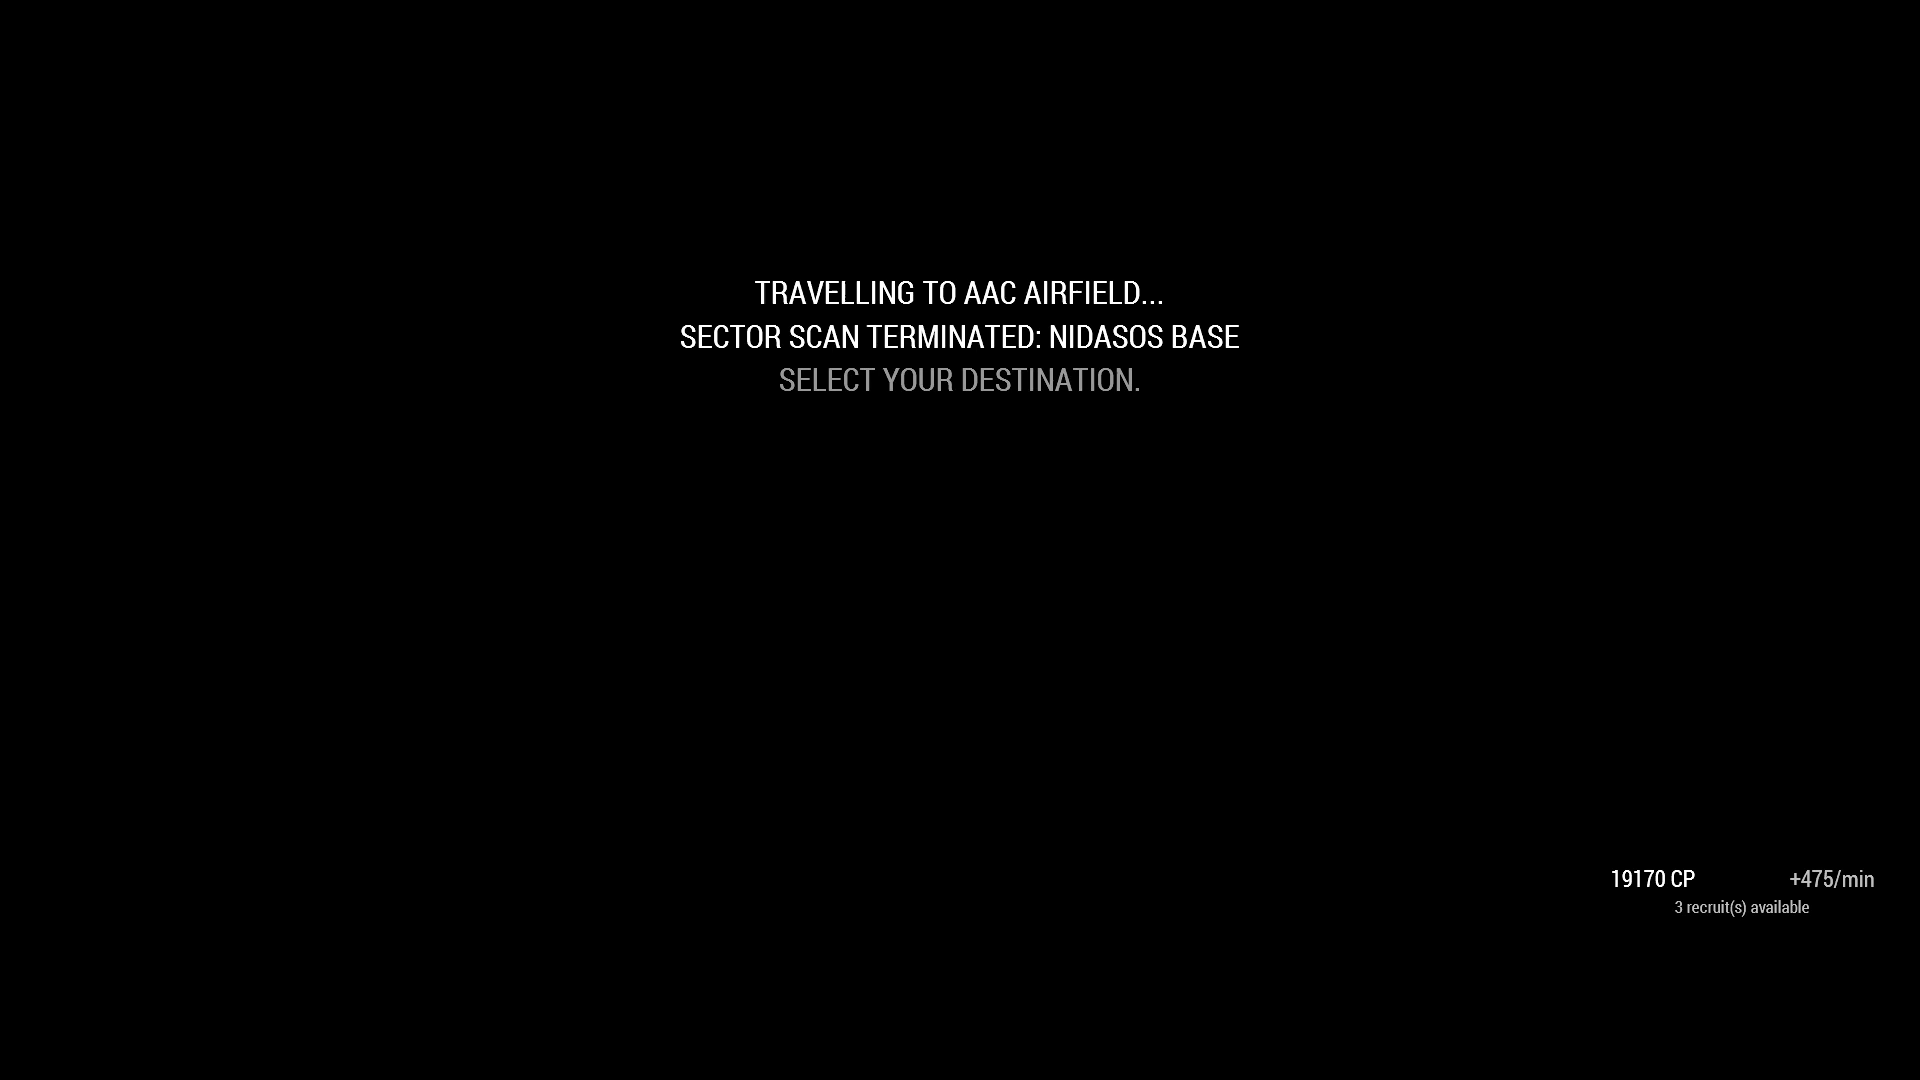 TRAVELLING TO AAC AIRFIELD...
SECTOR SCAN TERMINATED: NIDASOS BASE
SELECT YOUR DESTINATION.
19170 CP +475/min
3 recruit(s) available